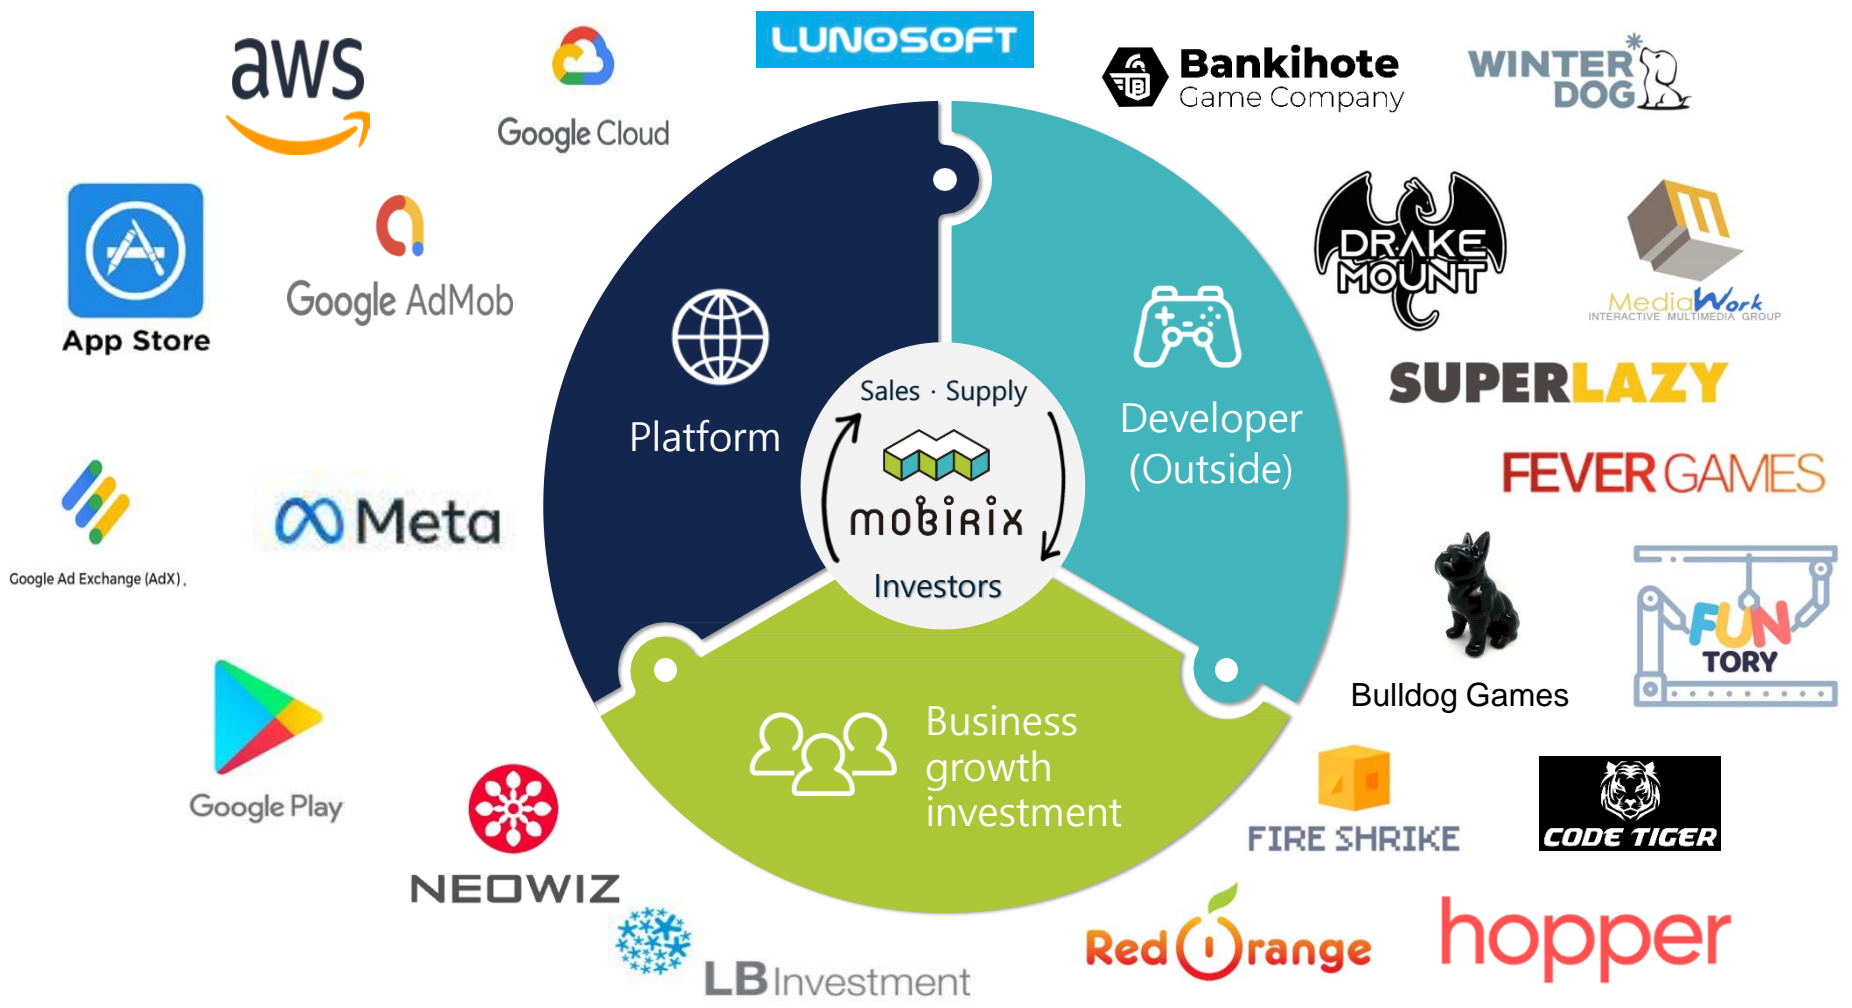 LUNOSOFT
aws
Google Cloud
Bankihote
Game Company
WINTER
DOG
App Store
Google AdMob
DRAKE
MOUNT
MediaWork
INTERACTIVE MULTIMEDIA GROUP
SUPERLAZY
Platform
Sales · Supply
mobirix
Investors
Developer
(Outside)
FEVER GAMES
Google Ad Exchange (AdX).
Meta
Bulldog Games
FUN
TORY
Google Play
Business
growth
investment
NEOWIZ
FIRE SHRIKE
CODE TIGER
LB Investment
Red Orange
hopper